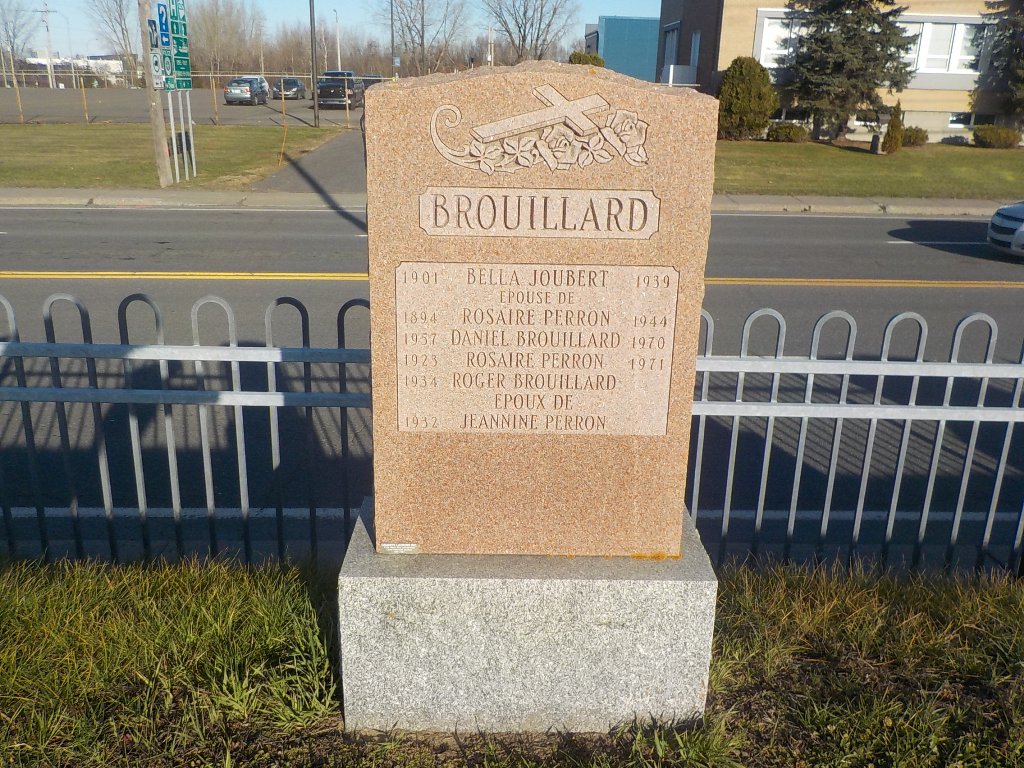 BROUILLARD
1901 BELLA JOUBERT 1939
EPOUSE DE
1894 ROSAIRE PERRON 1944
1937 DANIEL BROUILLARD 1970
1923 ROSAIRE PERRON 1971
1934 ROGER BROUILLARD
EPOUX DE
1932 JEANNINE PERRON